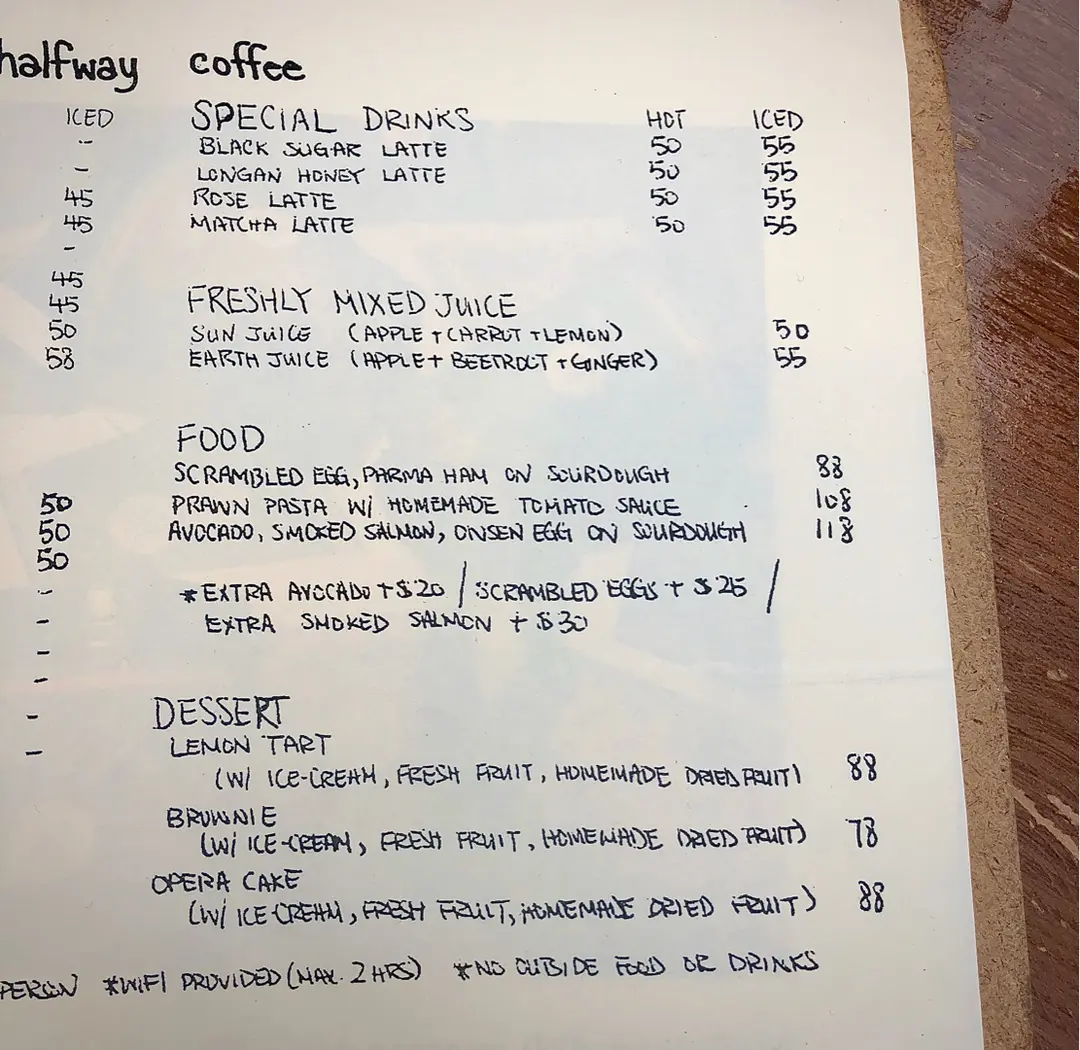 halfway coffee
ICED
-
-
45
45
-
45
45
50
58
50
50
50
-
-
-
-
-
-
SPECIAL DRINKS HOT ICED
BLACK SUGAR LATTE 50 55
LONGAN HONEY LATTE 50 55
ROSE LATTE 50 55
MATCHA LATTE 50 55
FRESHLY MIXED JUICE
SUN JUICE (APPLE + CARROT + LEMON) 50
EARTH JUICE (APPLE + BEETROOT + GINGER) 55
FOOD
SCRAMBLED EGG, PARMA HAM ON SOURDOUGH 88
PRAWN PASTA W/ HOMEMADE TOMATO SAUCE 108
AVOCADO, SMOKED SALMON, ONSEN EGG ON SOURDOUGH 118
*EXTRA AVOCADO + $20 / SCRAMBLED EGGS + $25 /
EXTRA SMOKED SALMON + $30
DESSERT
LEMON TART
(W/ ICE-CREAM, FRESH FRUIT, HOMEMADE DRIED FRUIT) 88
BROWNIE
(W/ ICE-CREAM, FRESH FRUIT, HOMEMADE DRIED FRUIT) 78
OPERA CAKE
(W/ ICE-CREAM, FRESH FRUIT, HOMEMADE DRIED FRUIT) 88
PERSON *WIFI PROVIDED (MAX. 2 HRS) *NO OUTSIDE FOOD OR DRINKS